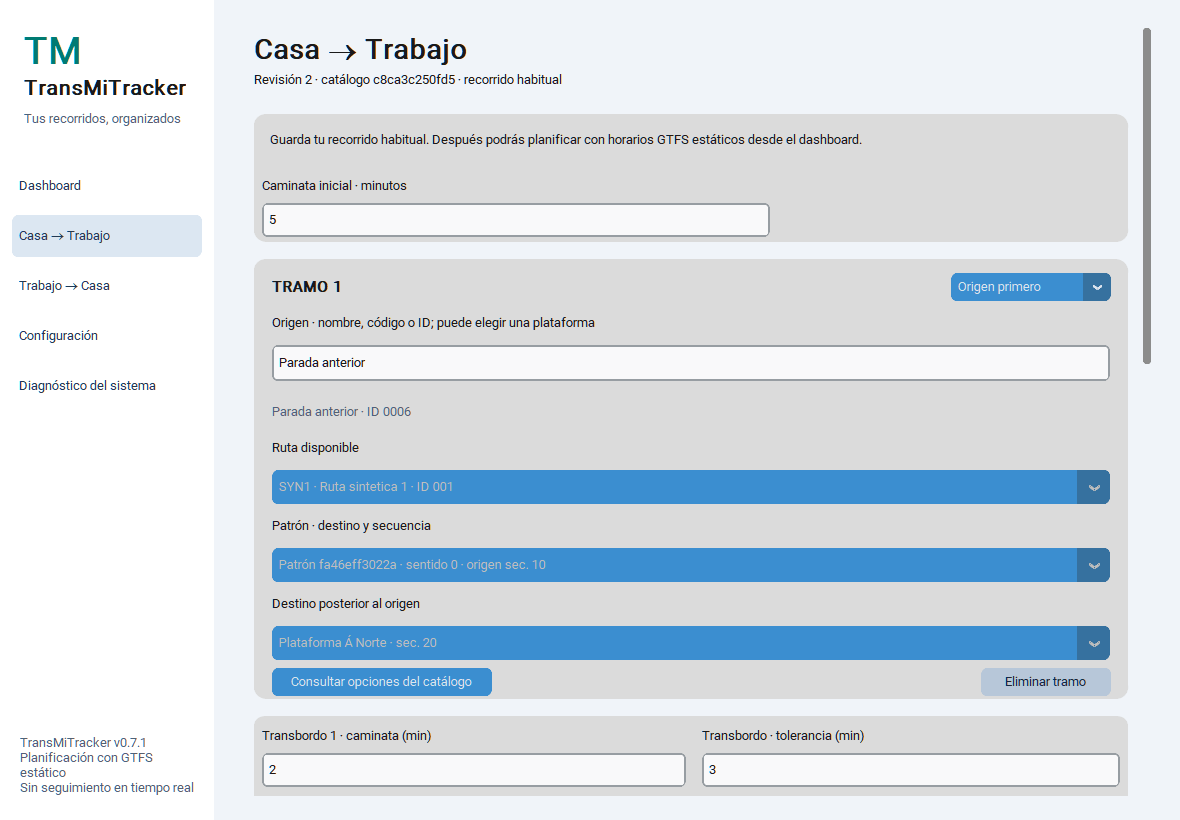 TM
TransMiTracker
Tus recorridos, organizados
Dashboard
Casa → Trabajo
Trabajo → Casa
Configuración
Diagnóstico del sistema
TransMiTracker v0.7.1
Planificación con GTFS
estático
Sin seguimiento en tiempo real
Casa → Trabajo
Revisión 2 · catálogo c8ca3c250fd5 · recorrido habitual
Guarda tu recorrido habitual. Después podrás planificar con horarios GTFS estáticos desde el dashboard.
Caminata inicial · minutos
5
TRAMO 1
Origen primero
Origen · nombre, código o ID; puede elegir una plataforma
Parada anterior
Parada anterior · ID 0006
Ruta disponible
SYN1 · Ruta sintetica 1 · ID 001
Patrón · destino y secuencia
Patrón fa46eff3022a · sentido 0 · origen sec. 10
Destino posterior al origen
Plataforma Á Norte · sec. 20
Consultar opciones del catálogo
Eliminar tramo
Transbordo 1 · caminata (min)
Transbordo · tolerancia (min)
2
3